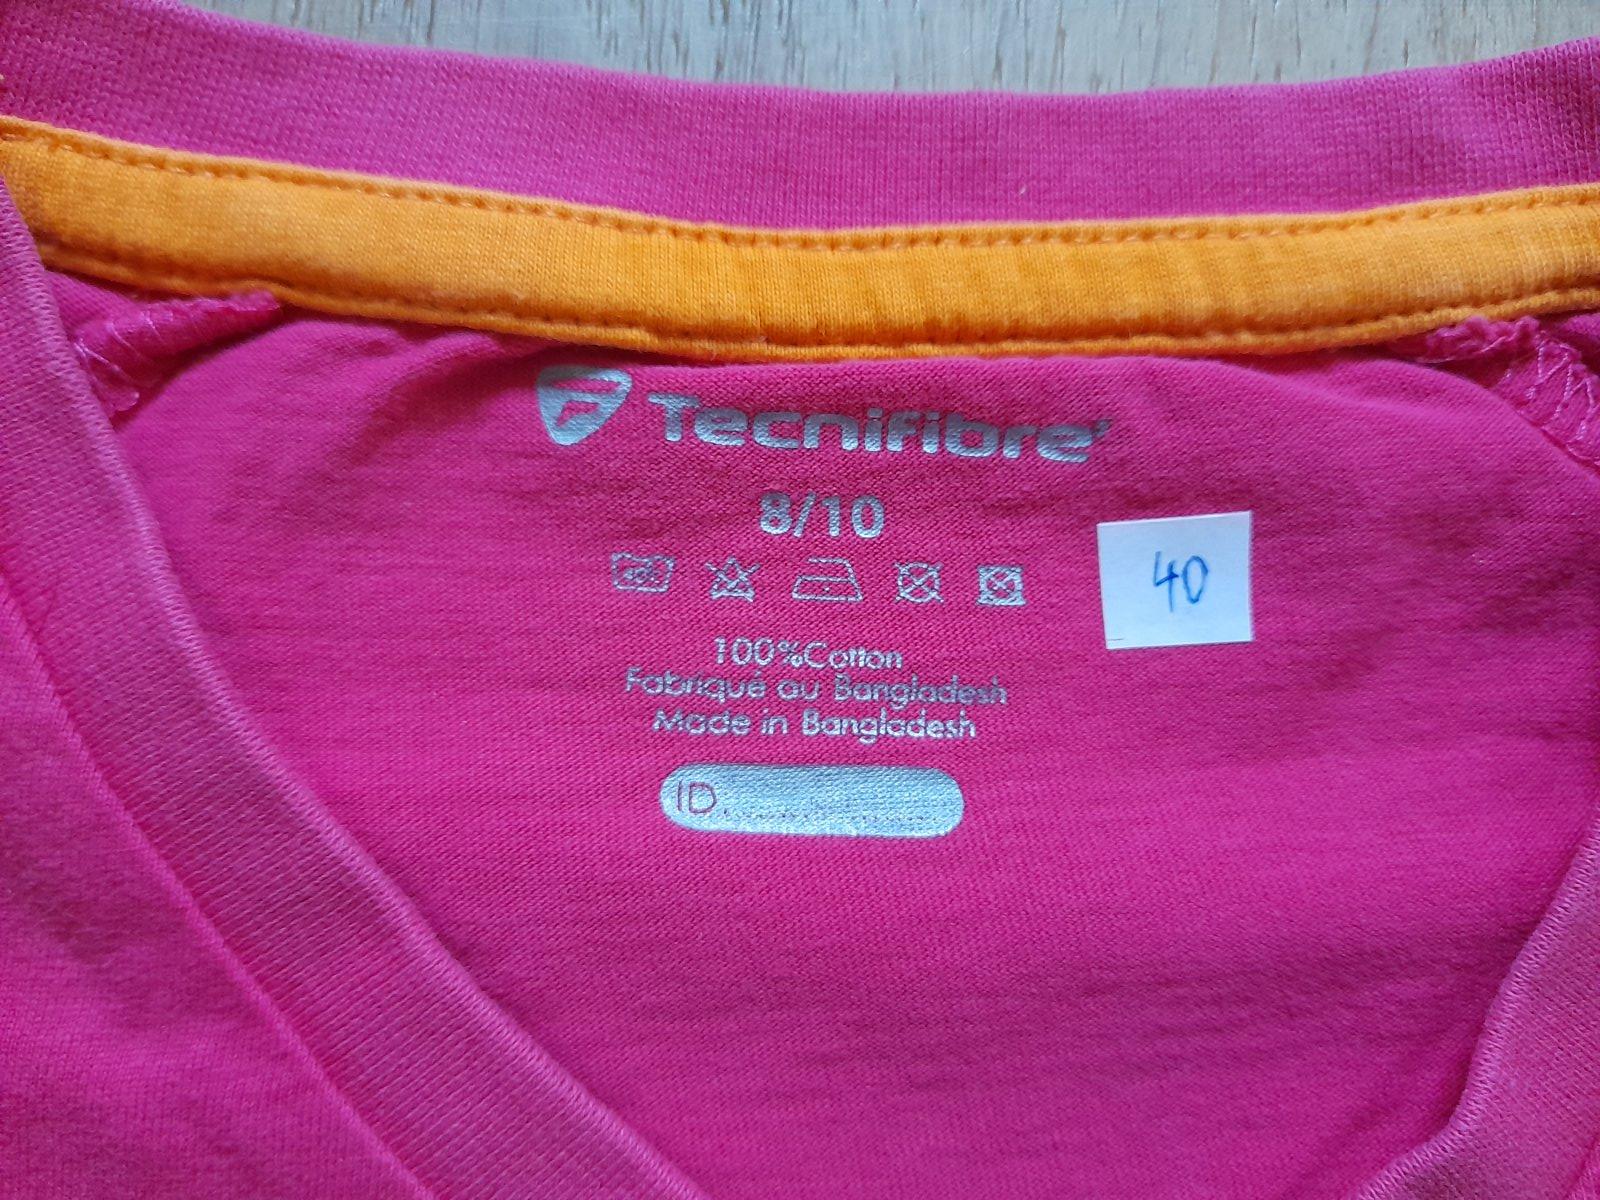 Tecnifibre
8/10
40
100%Cotton
Fabriqué au Bangladesh
Made in Bangladesh
ID